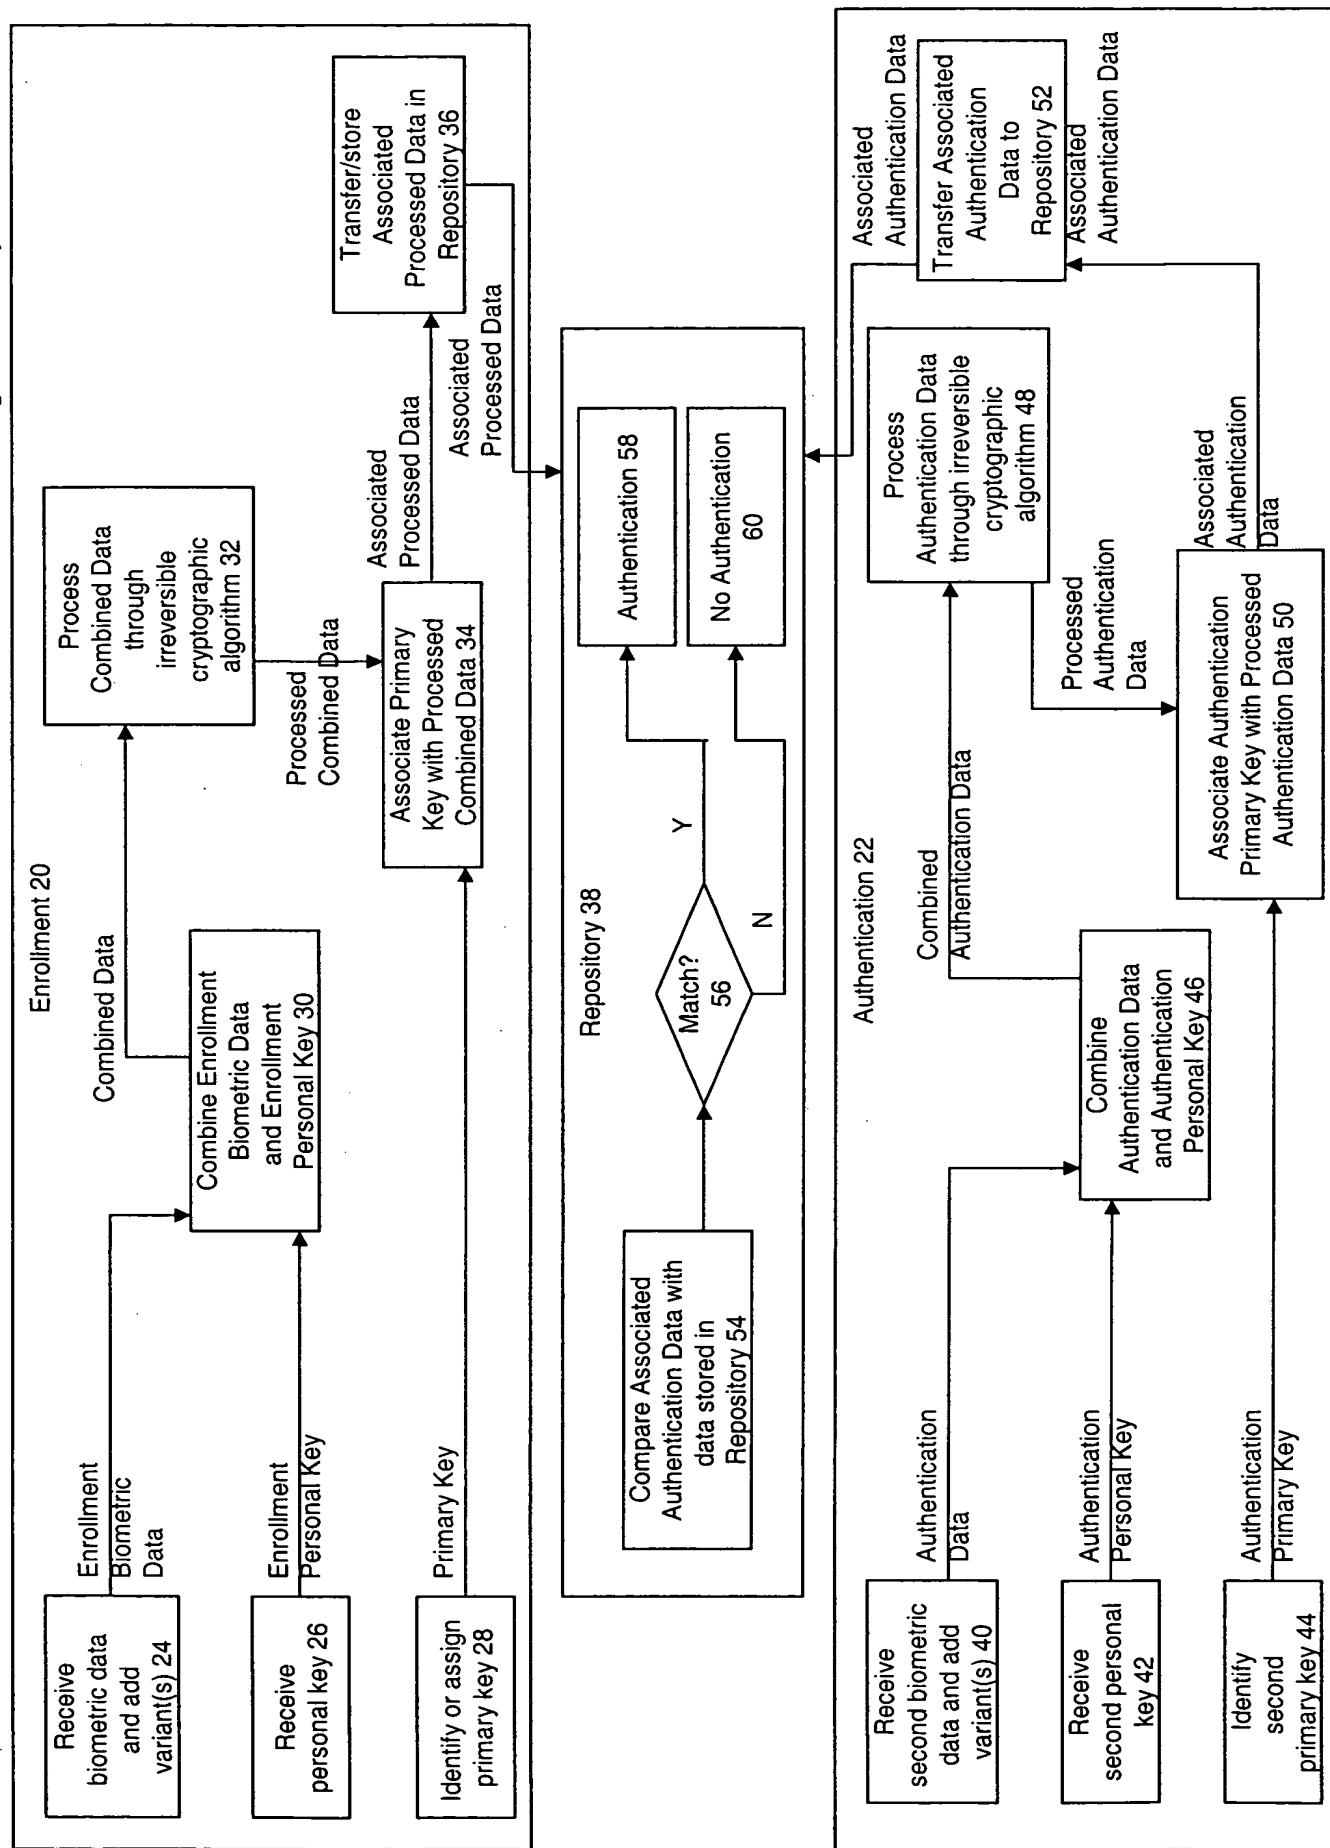 Enrollment 20
Receive
biometric data
and add
variant(s) 24
Enrollment
Biometric
Data
Receive
personal key 26
Enrollment
Personal Key
Identify or assign
primary key 28
Primary Key
Combine Enrollment
Biometric Data
and Enrollment
Personal Key 30
Combined Data
Process
Combined Data
through
irreversible
cryptographic
algorithm 32
Processed
Combined Data
Associate Primary
Key with Processed
Combined Data 34
Associated
Processed Data
Transfer/store
Associated
Processed Data in
Repository 36
Associated
Processed Data
Repository 38
Compare Associated
Authentication Data with
data stored in
Repository 54
Match?
56
Y
N
Authentication 58
No Authentication
60
Authentication 22
Receive
second biometric
data and add
variant(s) 40
Authentication
Data
Receive
second personal
key 42
Authentication
Personal Key
Identify
second
primary key 44
Authentication
Primary Key
Combine
Authentication Data
and Authentication
Personal Key 46
Combined
Authentication Data
Process
Authentication Data
through irreversible
cryptographic
algorithm 48
Processed
Authentication
Data
Associate Authentication
Primary Key with Processed
Authentication Data 50
Associated
Authentication
Data
Transfer Associated
Authentication
Data to
Repository 52
Associated
Authentication Data
Associated
Authentication Data